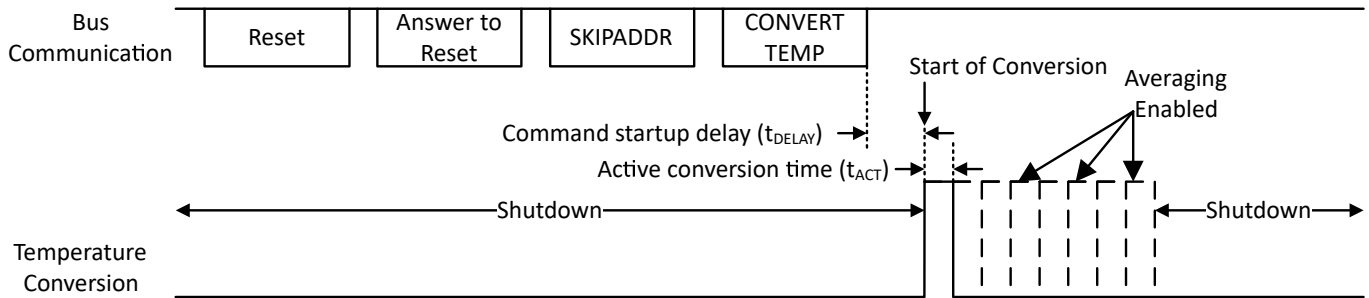 Bus
Communication
Reset
Answer to
Reset
SKIPADDR
CONVERT
TEMP
Start of Conversion
Averaging
Enabled
Command startup delay (tDELAY)
Active conversion time (tACT)
Shutdown
Shutdown
Temperature
Conversion